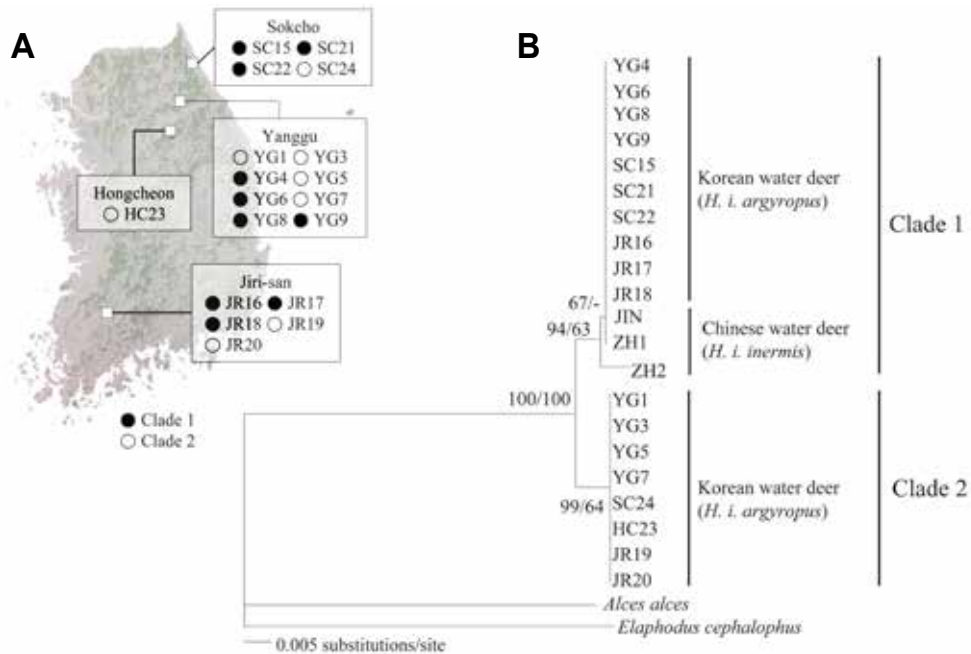 A
Sokcho
SC15 SC21
SC22 SC24
Yanggu
YG1 YG3
YG4 YG5
YG6 YG7
YG8 YG9
Hongcheon
HC23
Jiri-san
JR16 JR17
JR18 JR19
JR20
Clade 1
Clade 2
B
YG4
YG6
YG8
YG9
SC15
SC21
SC22
JR16
JR17
JR18
JIN
ZH1
ZH2
YG1
YG3
YG5
YG7
SC24
HC23
JR19
JR20
Alces alces
Elaphodus cephalophus
Korean water deer
(H. i. argyropus)
Chinese water deer
(H. i. inermis)
Korean water deer
(H. i. argyropus)
Clade 1
Clade 2
67/-
94/63
100/100
99/64
0.005 substitutions/site